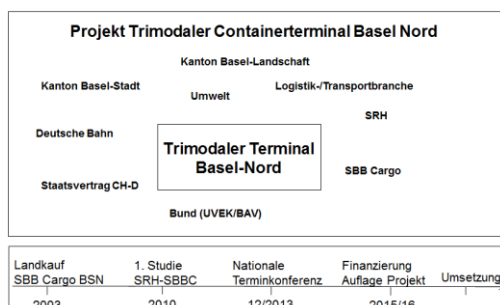 Projekt Trimodaler Containerterminal Basel Nord
Kanton Basel-Landschaft
Kanton Basel-Stadt
Logistik-/Transportbranche
Umwelt
SRH
Deutsche Bahn
Trimodaler Terminal
Basel-Nord
SBB Cargo
Staatsvertrag CH-D
Bund (UVEK/BAV)
Landkauf
SBB Cargo BSN
1. Studie
SRH-SBBC
Nationale
Terminkonferenz
Finanzierung
Auflage Projekt
Umsetzung
2003
2010
12/2013
2015/16